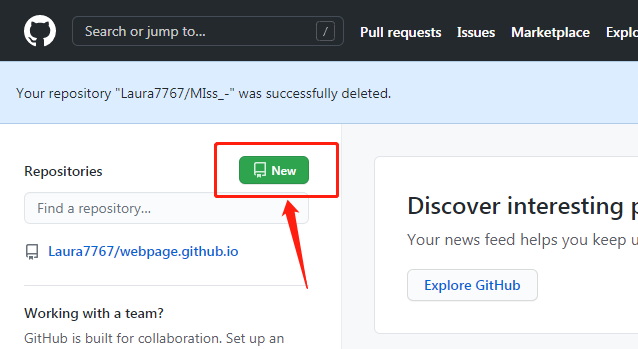 Search or jump to... /
Pull requests Issues Marketplace Explo
Your repository "Laura7767/MIss_-" was successfully deleted.
Repositories
New
Find a repository...
Laura7767/webpage.github.io
Working with a team?
GitHub is built for collaboration. Set up an
Discover interesting p
Your news feed helps you keep u
Explore GitHub